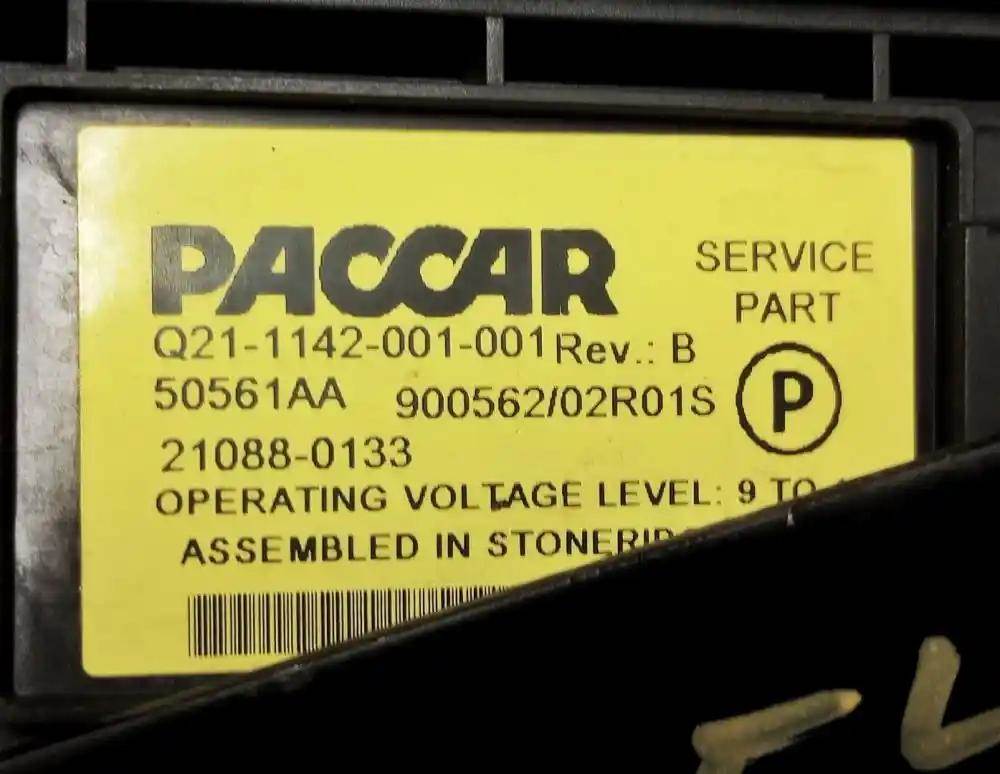 PACCAR
SERVICE
PART
Q21-1142-001-001 Rev.: B
50561AA 900562/02R01S
P
21088-0133
OPERATING VOLTAGE LEVEL: 9 TO
ASSEMBLED IN